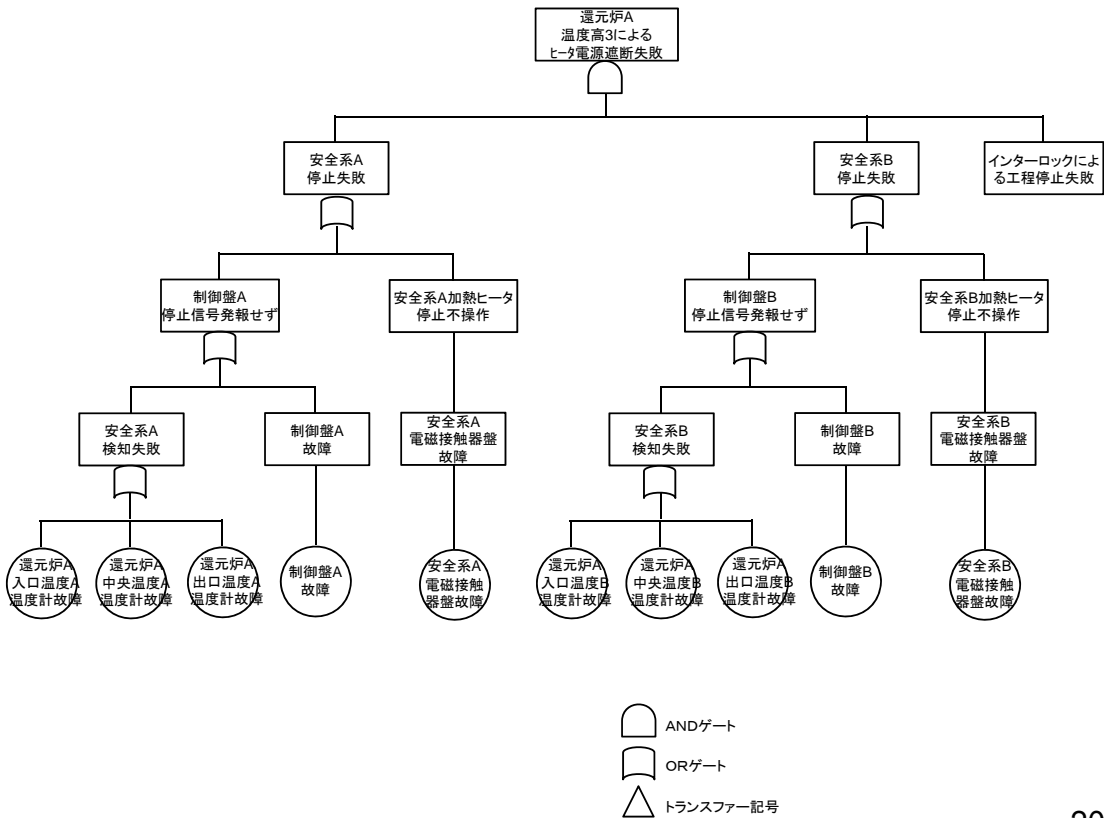 還元炉A
温度高3による
ヒータ電源遮断失敗
安全系A
停止失敗
安全系B
停止失敗
インターロックによ
る工程停止失敗
制御盤A
停止信号発報せず
安全系A加熱ヒータ
停止不操作
制御盤B
停止信号発報せず
安全系B加熱ヒータ
停止不操作
安全系A
検知失敗
制御盤A
故障
安全系A
電磁接触器盤
故障
安全系B
検知失敗
制御盤B
故障
安全系B
電磁接触器盤
故障
還元炉A
入口温度A
温度計故障
還元炉A
中央温度A
温度計故障
還元炉A
出口温度A
温度計故障
制御盤A
故障
安全系A
電磁接触
器盤故障
還元炉A
入口温度B
温度計故障
還元炉A
中央温度B
温度計故障
還元炉A
出口温度B
温度計故障
制御盤B
故障
安全系B
電磁接触
器盤故障
ANDゲート
ORゲート
トランスファー記号